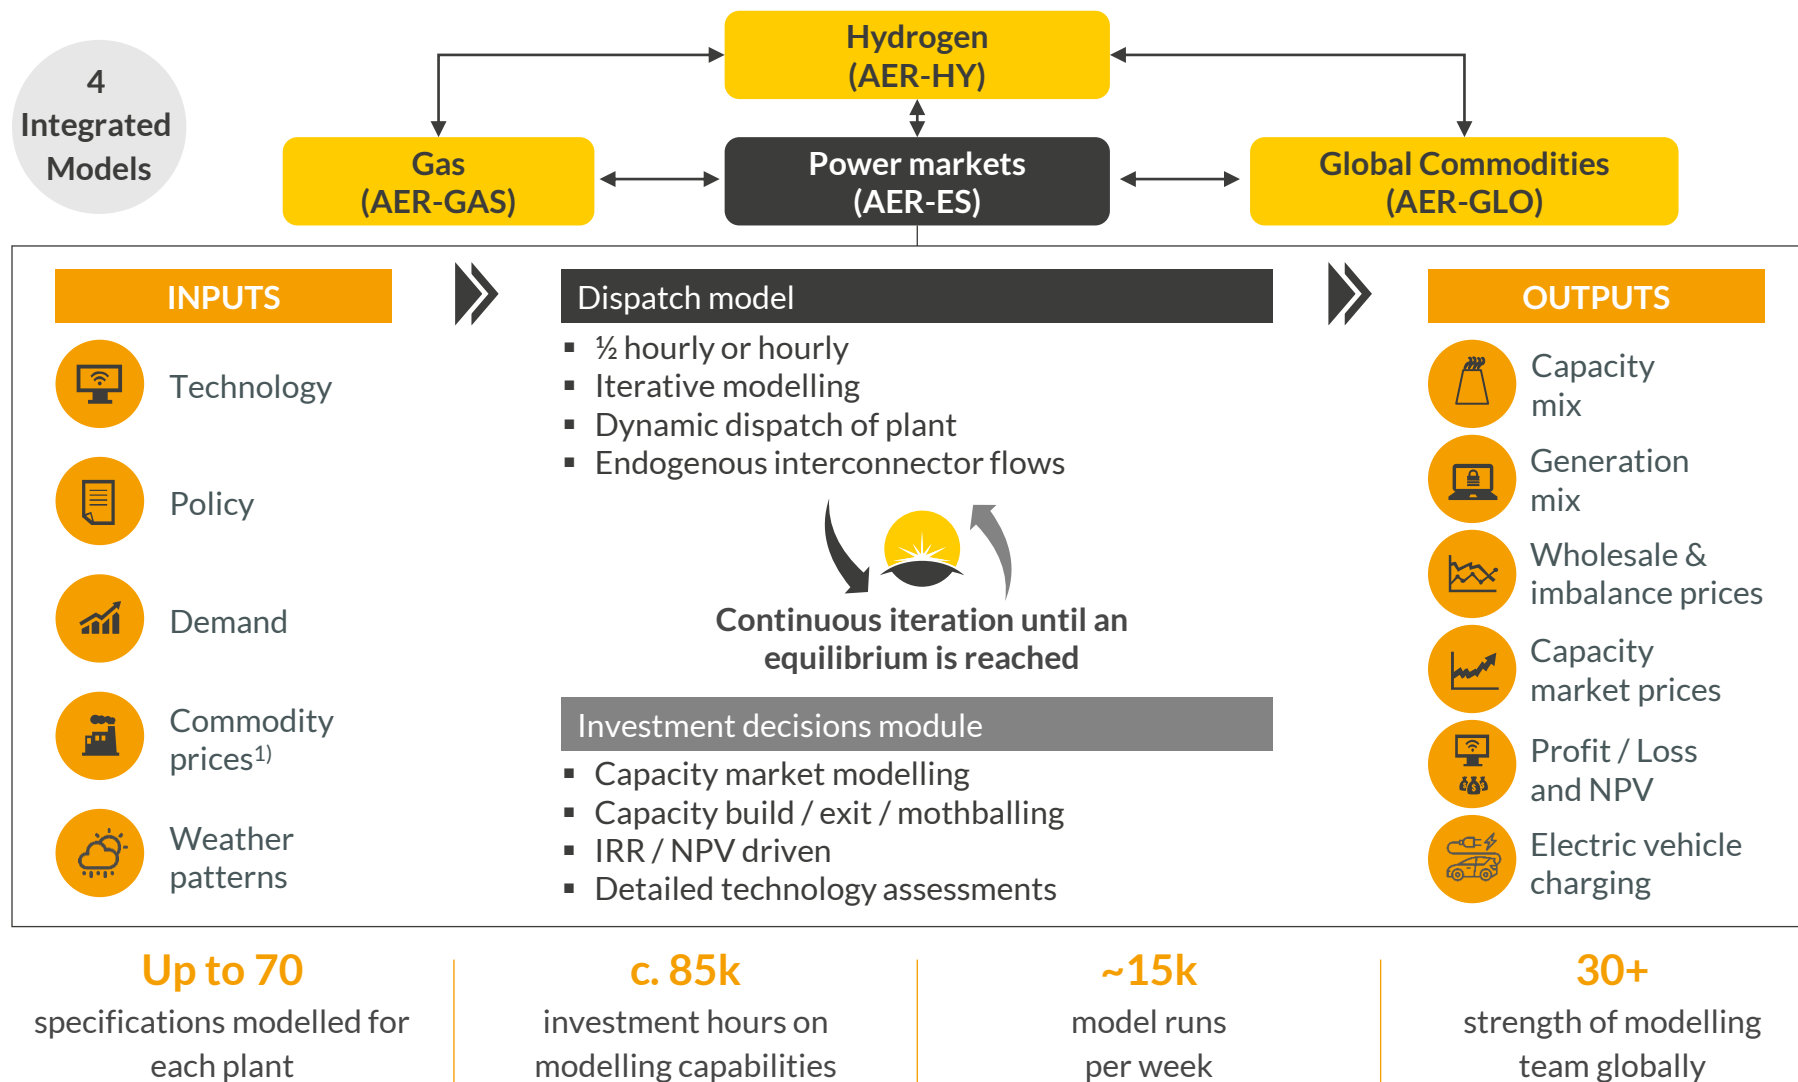 4
Integrated
Models
Hydrogen
(AER-HY)
Gas
(AER-GAS)
Power markets
(AER-ES)
Global Commodities
(AER-GLO)
INPUTS
Technology
Policy
Demand
Commodity
prices¹⁾
Weather
patterns
Dispatch model
▪ ½ hourly or hourly
▪ Iterative modelling
▪ Dynamic dispatch of plant
▪ Endogenous interconnector flows
Continuous iteration until an
equilibrium is reached
Investment decisions module
▪ Capacity market modelling
▪ Capacity build / exit / mothballing
▪ IRR / NPV driven
▪ Detailed technology assessments
OUTPUTS
Capacity
mix
Generation
mix
Wholesale &
imbalance prices
Capacity
market prices
Profit / Loss
and NPV
Electric vehicle
charging
Up to 70
specifications modelled for
each plant
c. 85k
investment hours on
modelling capabilities
~15k
model runs
per week
30+
strength of modelling
team globally